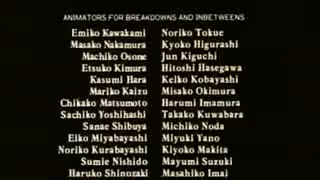 ANIMATORS FOR BREAKDOWNS AND INBETWEENS
Emiko Kawakami Noriko Tokue
Masako Nakamura Kyoko Higurashi
Machiko Osone Jun Kiguchi
Etsuko Kimura Hitoshi Hasegawa
Kasumi Hara Keiko Kobayashi
Mariko Kaizu Misako Okimura
Chikako Matsumoto Harumi Imamura
Sachiko Yoshihashi Takako Kuwabara
Sanae Shibuya Michiko Noda
Eiko Miyabayashi Miyuki Yano
Noriko Kurabayashi Kiyoko Makita
Sumie Nishido Mayumi Suzuki
Haruko Shinozaki Masahiko Imai